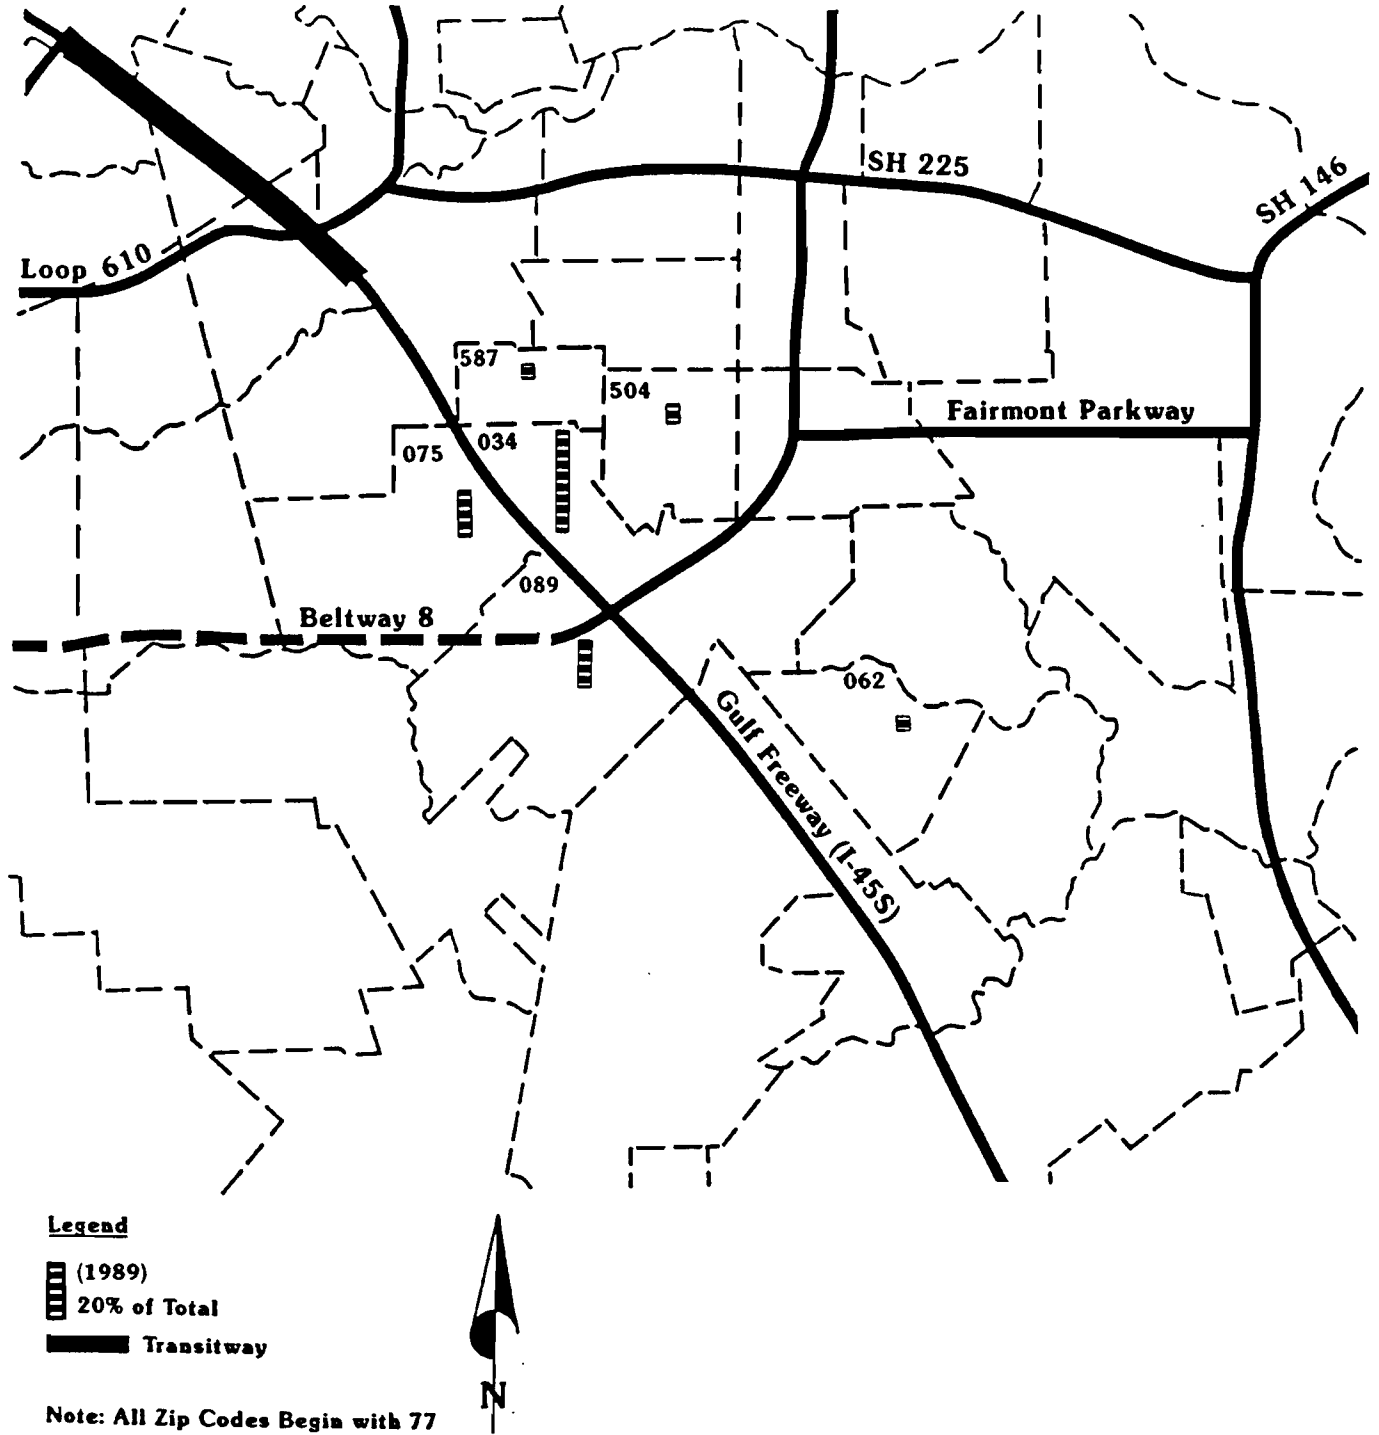 SH 225
SH 146
Loop 610
587
504
Fairmont Parkway
034
075
089
Beltway 8
062
Gulf Freeway (I-45S)
Legend
(1989)
20% of Total
Transitway
N
Note: All Zip Codes Begin with 77